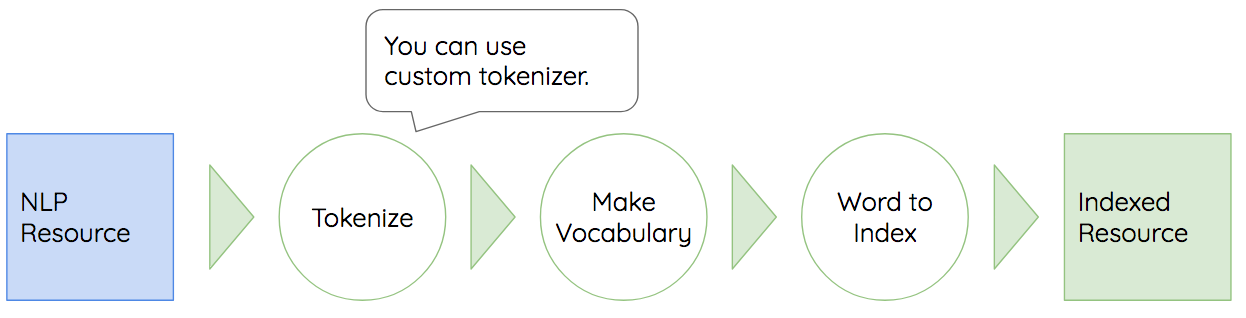 You can use
custom tokenizer.
NLP
Resource
Tokenize
Make
Vocabulary
Word to
Index
Indexed
Resource